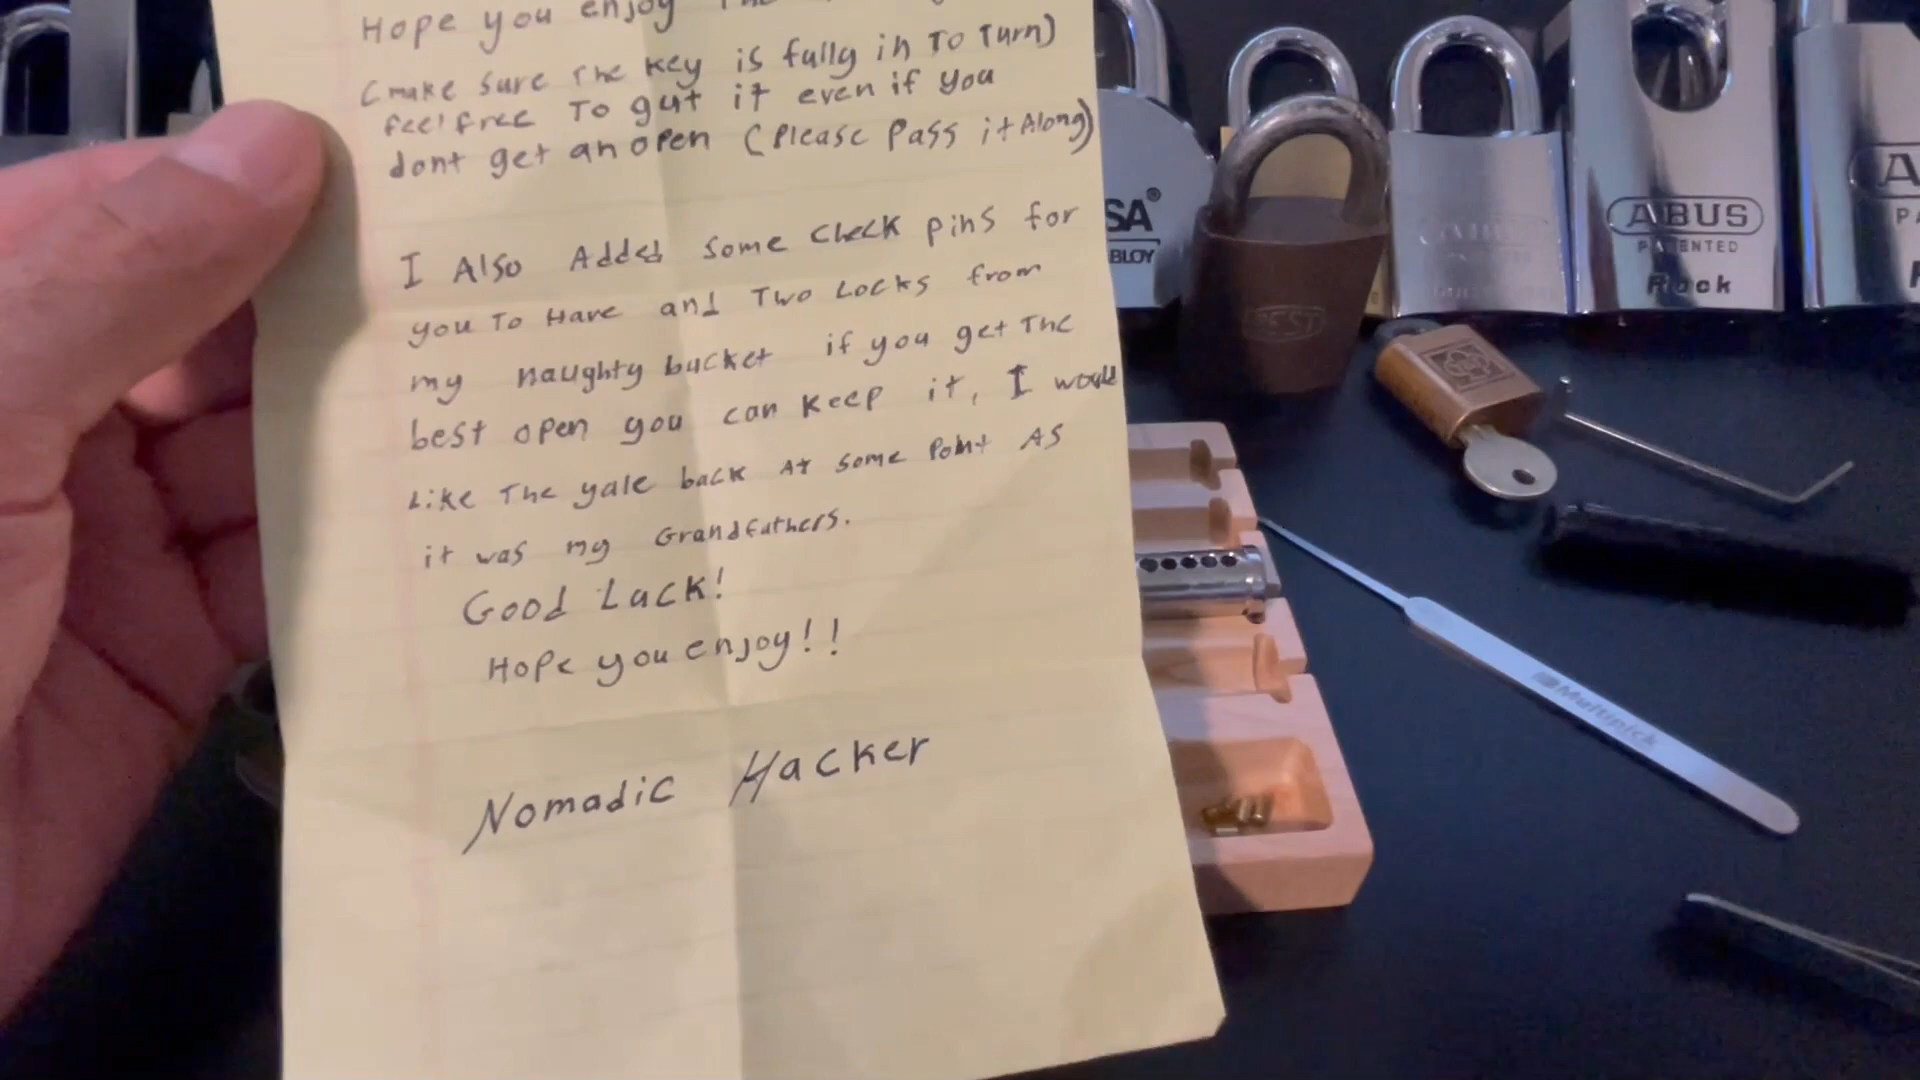 Hope you enjoy
(make sure The key is fully in To Turn)
feel free To gut it even if you
dont get an open (Please Pass it Along)
I Also Added some Check pins for
you To Have and Two Locks from
my naughty bucket if you get The
best open you can keep it, I would
Like The yale back At some Point AS
it was my Grandfathers.
Good Luck!
Hope you enjoy!!
Nomadic Hacker
SA®
BLOY
BEST
ABUS
PATENTED
Rock
A
PA
Multipick